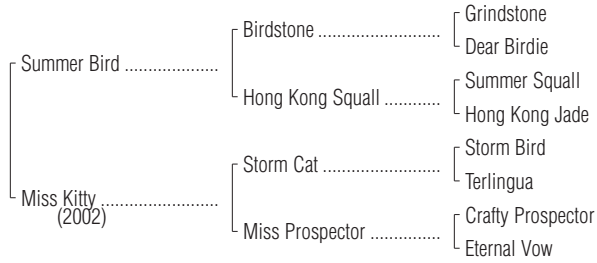 Grindstone
Birdstone ..........................
Dear Birdie
Summer Bird ....................
Summer Squall
Hong Kong Squall ............
Hong Kong Jade
Storm Bird
Storm Cat .........................
Terlingua
Miss Kitty .........................
(2002)
Crafty Prospector
Miss Prospector ...............
Eternal Vow